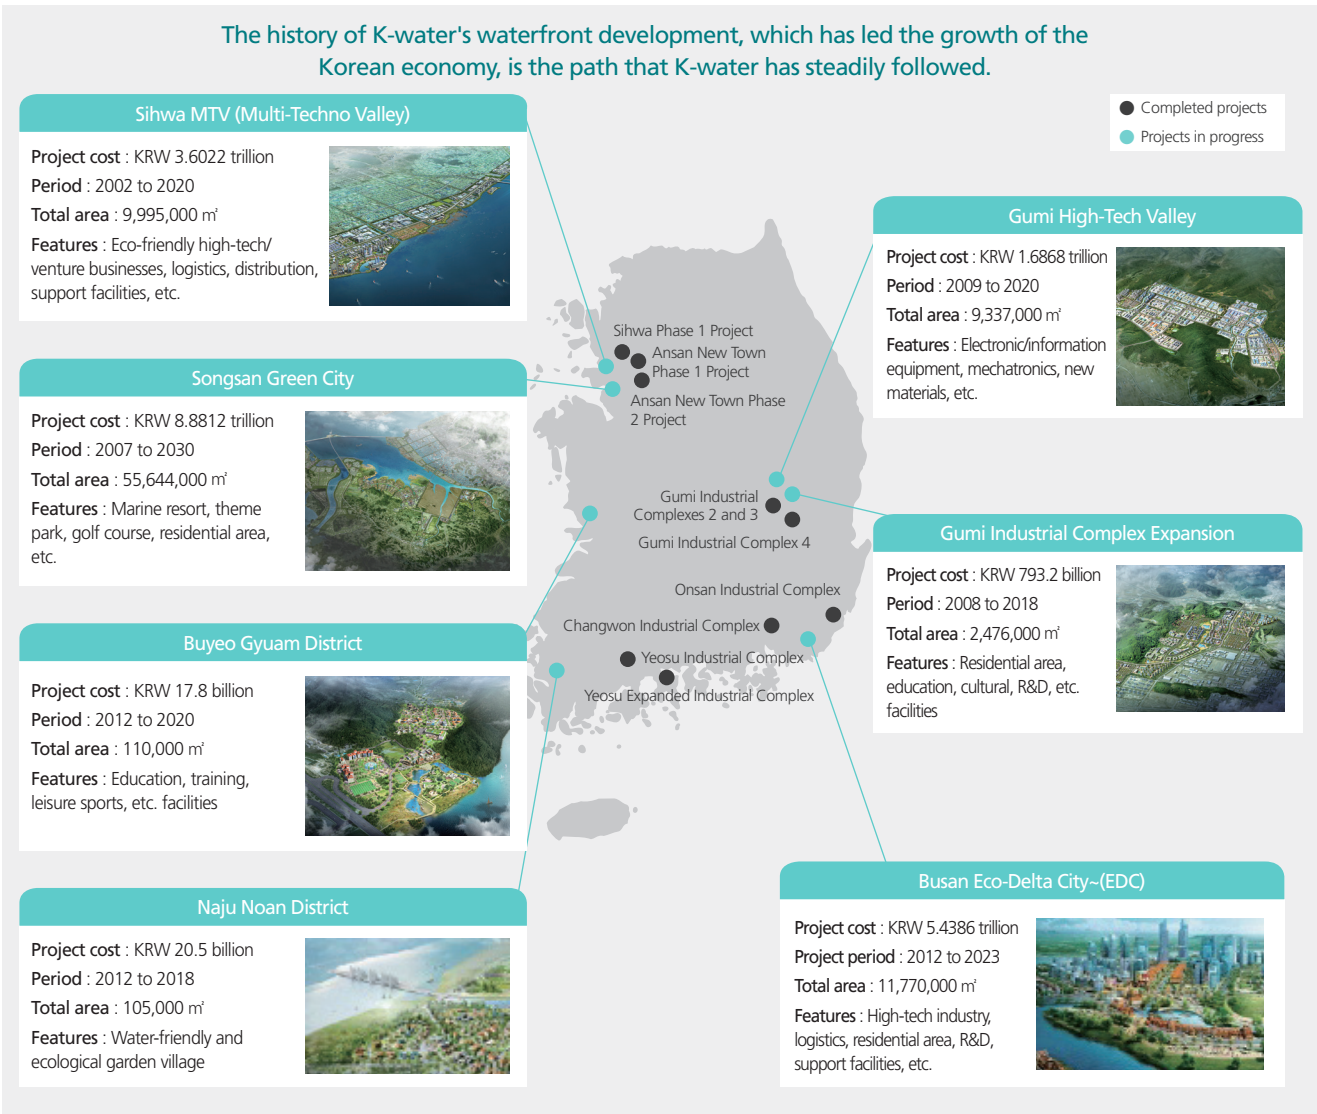 The history of K-water's waterfront development, which has led the growth of the
Korean economy, is the path that K-water has steadily followed.
Completed projects
Projects in progress
Sihwa MTV (Multi-Techno Valley)
Project cost : KRW 3.6022 trillion
Period : 2002 to 2020
Total area : 9,995,000 ㎡
Features : Eco-friendly high-tech/
venture businesses, logistics, distribution,
support facilities, etc.
Songsan Green City
Project cost : KRW 8.8812 trillion
Period : 2007 to 2030
Total area : 55,644,000 ㎡
Features : Marine resort, theme
park, golf course, residential area,
etc.
Buyeo Gyuam District
Project cost : KRW 17.8 billion
Period : 2012 to 2020
Total area : 110,000 ㎡
Features : Education, training,
leisure sports, etc. facilities
Naju Noan District
Project cost : KRW 20.5 billion
Period : 2012 to 2018
Total area : 105,000 ㎡
Features : Water-friendly and
ecological garden village
Sihwa Phase 1 Project
Ansan New Town
Phase 1 Project
Ansan New Town Phase
2 Project
Gumi Industrial
Complexes 2 and 3
Gumi Industrial Complex 4
Onsan Industrial Complex
Changwon Industrial Complex
Yeosu Industrial Complex
Yeosu Expanded Industrial Complex
Gumi High-Tech Valley
Project cost : KRW 1.6868 trillion
Period : 2009 to 2020
Total area : 9,337,000 ㎡
Features : Electronic/information
equipment, mechatronics, new
materials, etc.
Gumi Industrial Complex Expansion
Project cost : KRW 793.2 billion
Period : 2008 to 2018
Total area : 2,476,000 ㎡
Features : Residential area,
education, cultural, R&D, etc.
facilities
Busan Eco-Delta City~(EDC)
Project cost : KRW 5.4386 trillion
Project period : 2012 to 2023
Total area : 11,770,000 ㎡
Features : High-tech industry,
logistics, residential area, R&D,
support facilities, etc.